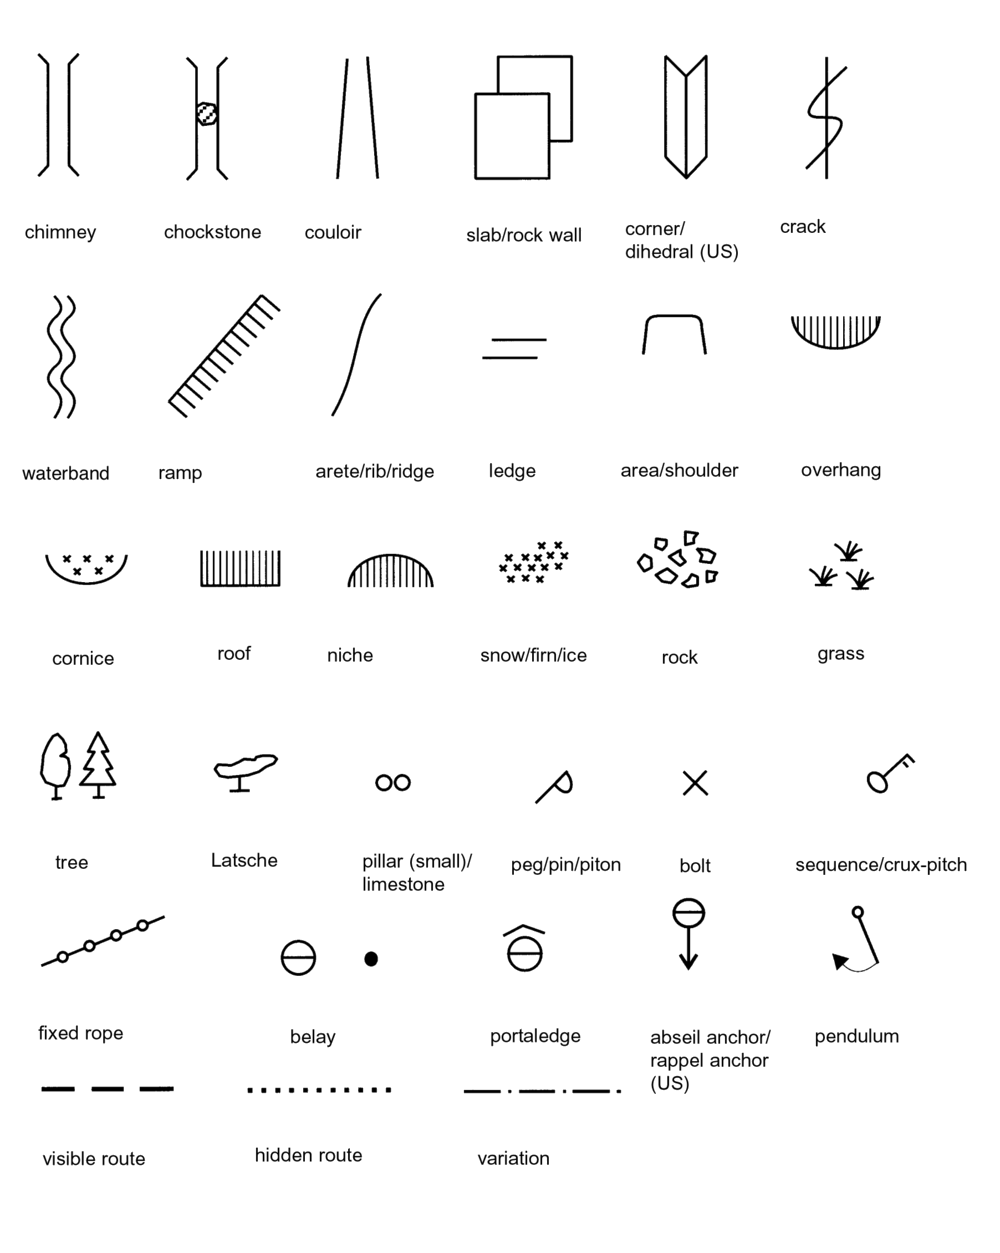 chimney
chockstone
couloir
slab/rock wall
corner/
dihedral (US)
crack
waterband
ramp
arete/rib/ridge
ledge
area/shoulder
overhang
cornice
roof
niche
snow/firn/ice
rock
grass
tree
Latsche
pillar (small)/
limestone
peg/pin/piton
bolt
sequence/crux-pitch
fixed rope
belay
portaledge
abseil anchor/
rappel anchor
(US)
pendulum
visible route
hidden route
variation